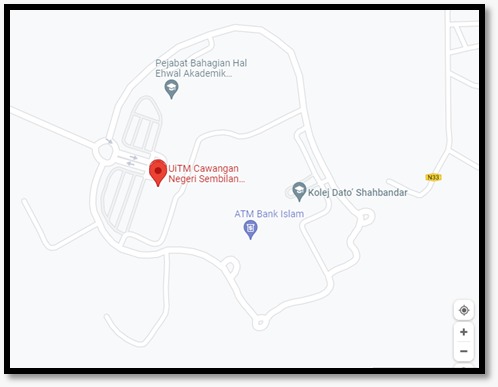 Pejabat Bahagian Hal
Ehwal Akademik...
UiTM Cawangan
Negeri Sembilan...
N33
Kolej Dato' Shahbandar
ATM Bank Islam